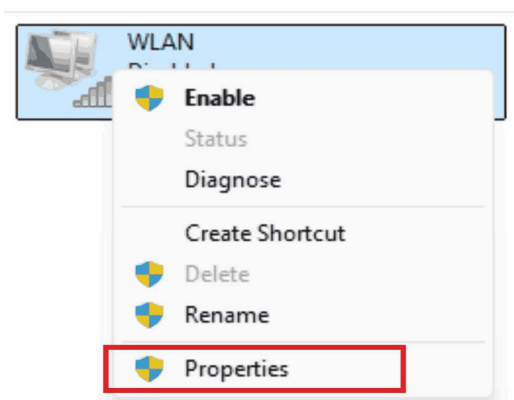 WLAN
Enable
Status
Diagnose
Create Shortcut
Delete
Rename
Properties